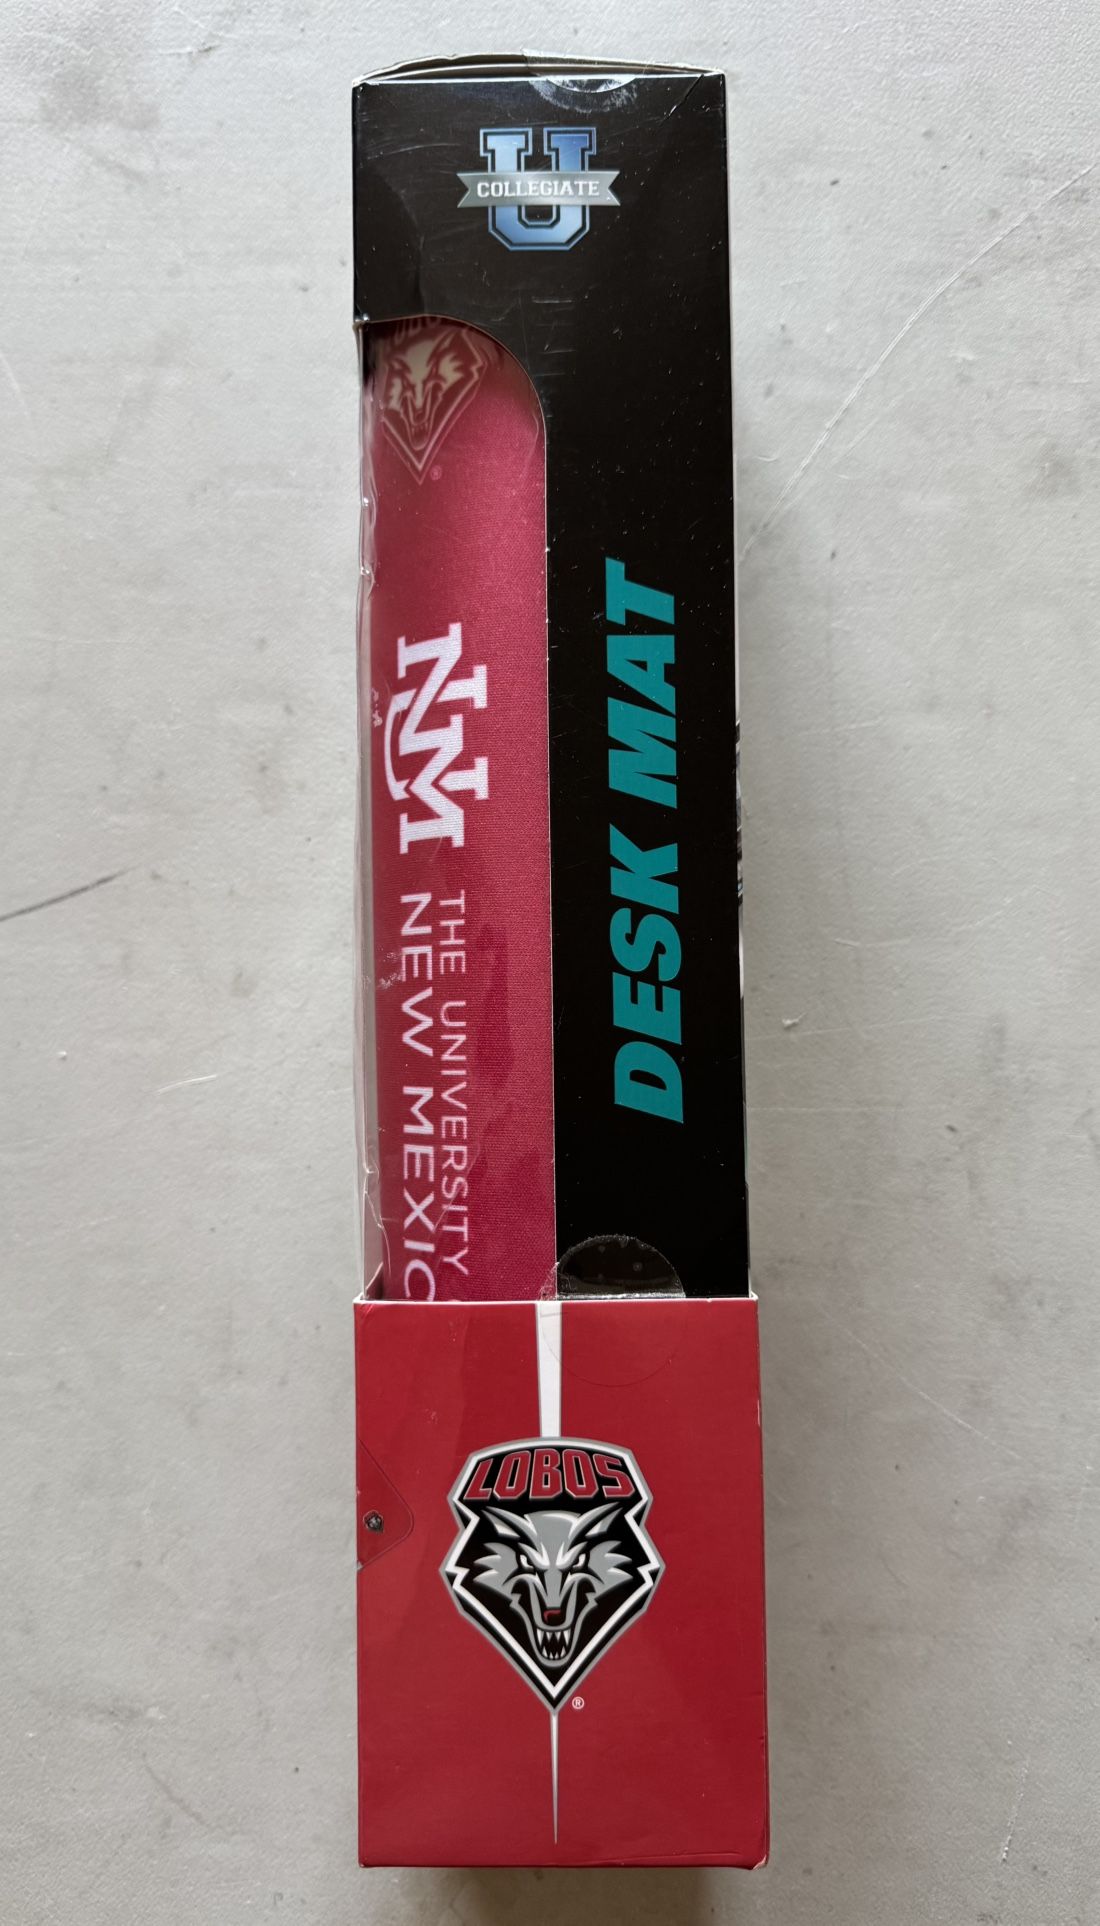 U
COLLEGIATE
®
NM
THE UNIVERSITY
NEW MEXIC
DESK MAT
LOBOS
®